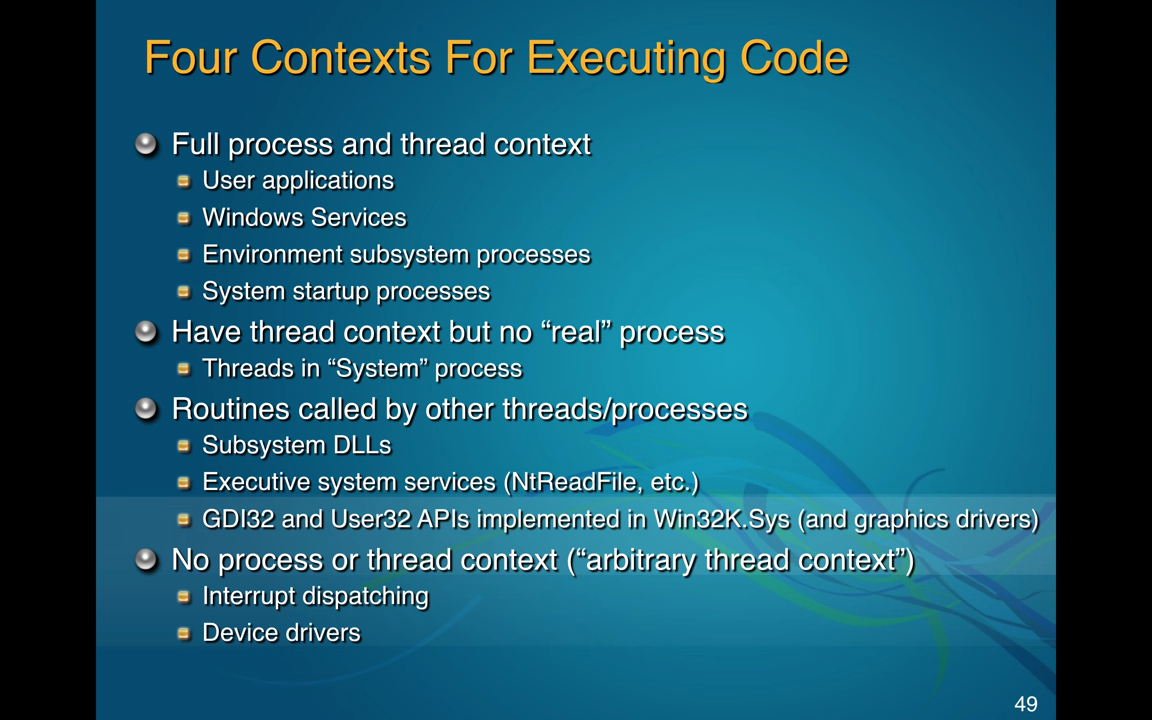 Four Contexts For Executing Code
Full process and thread context
User applications
Windows Services
Environment subsystem processes
System startup processes
Have thread context but no “real” process
Threads in “System” process
Routines called by other threads/processes
Subsystem DLLs
Executive system services (NtReadFile, etc.)
GDI32 and User32 APIs implemented in Win32K.Sys (and graphics drivers)
No process or thread context (“arbitrary thread context”)
Interrupt dispatching
Device drivers
49